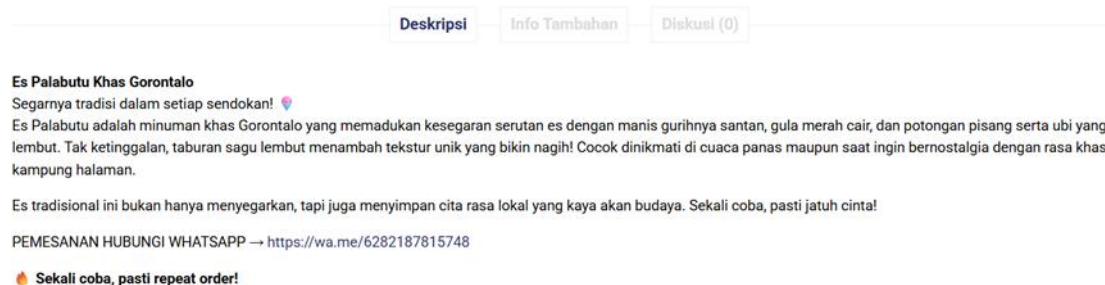 Deskripsi
Info Tambahan
Diskusi (0)
Es Palabutu Khas Gorontalo
Segarnya tradisi dalam setiap sendokan! 🍧
Es Palabutu adalah minuman khas Gorontalo yang memadukan kesegaran serutan es dengan manis gurihnya santan, gula merah cair, dan potongan pisang serta ubi yang
lembut. Tak ketinggalan, taburan sagu lembut menambah tekstur unik yang bikin nagih! Cocok dinikmati di cuaca panas maupun saat ingin bernostalgia dengan rasa khas
kampung halaman.
Es tradisional ini bukan hanya menyegarkan, tapi juga menyimpan cita rasa lokal yang kaya akan budaya. Sekali coba, pasti jatuh cinta!
PEMESANAN HUBUNGI WHATSAPP → https://wa.me/6282187815748
🔥 Sekali coba, pasti repeat order!